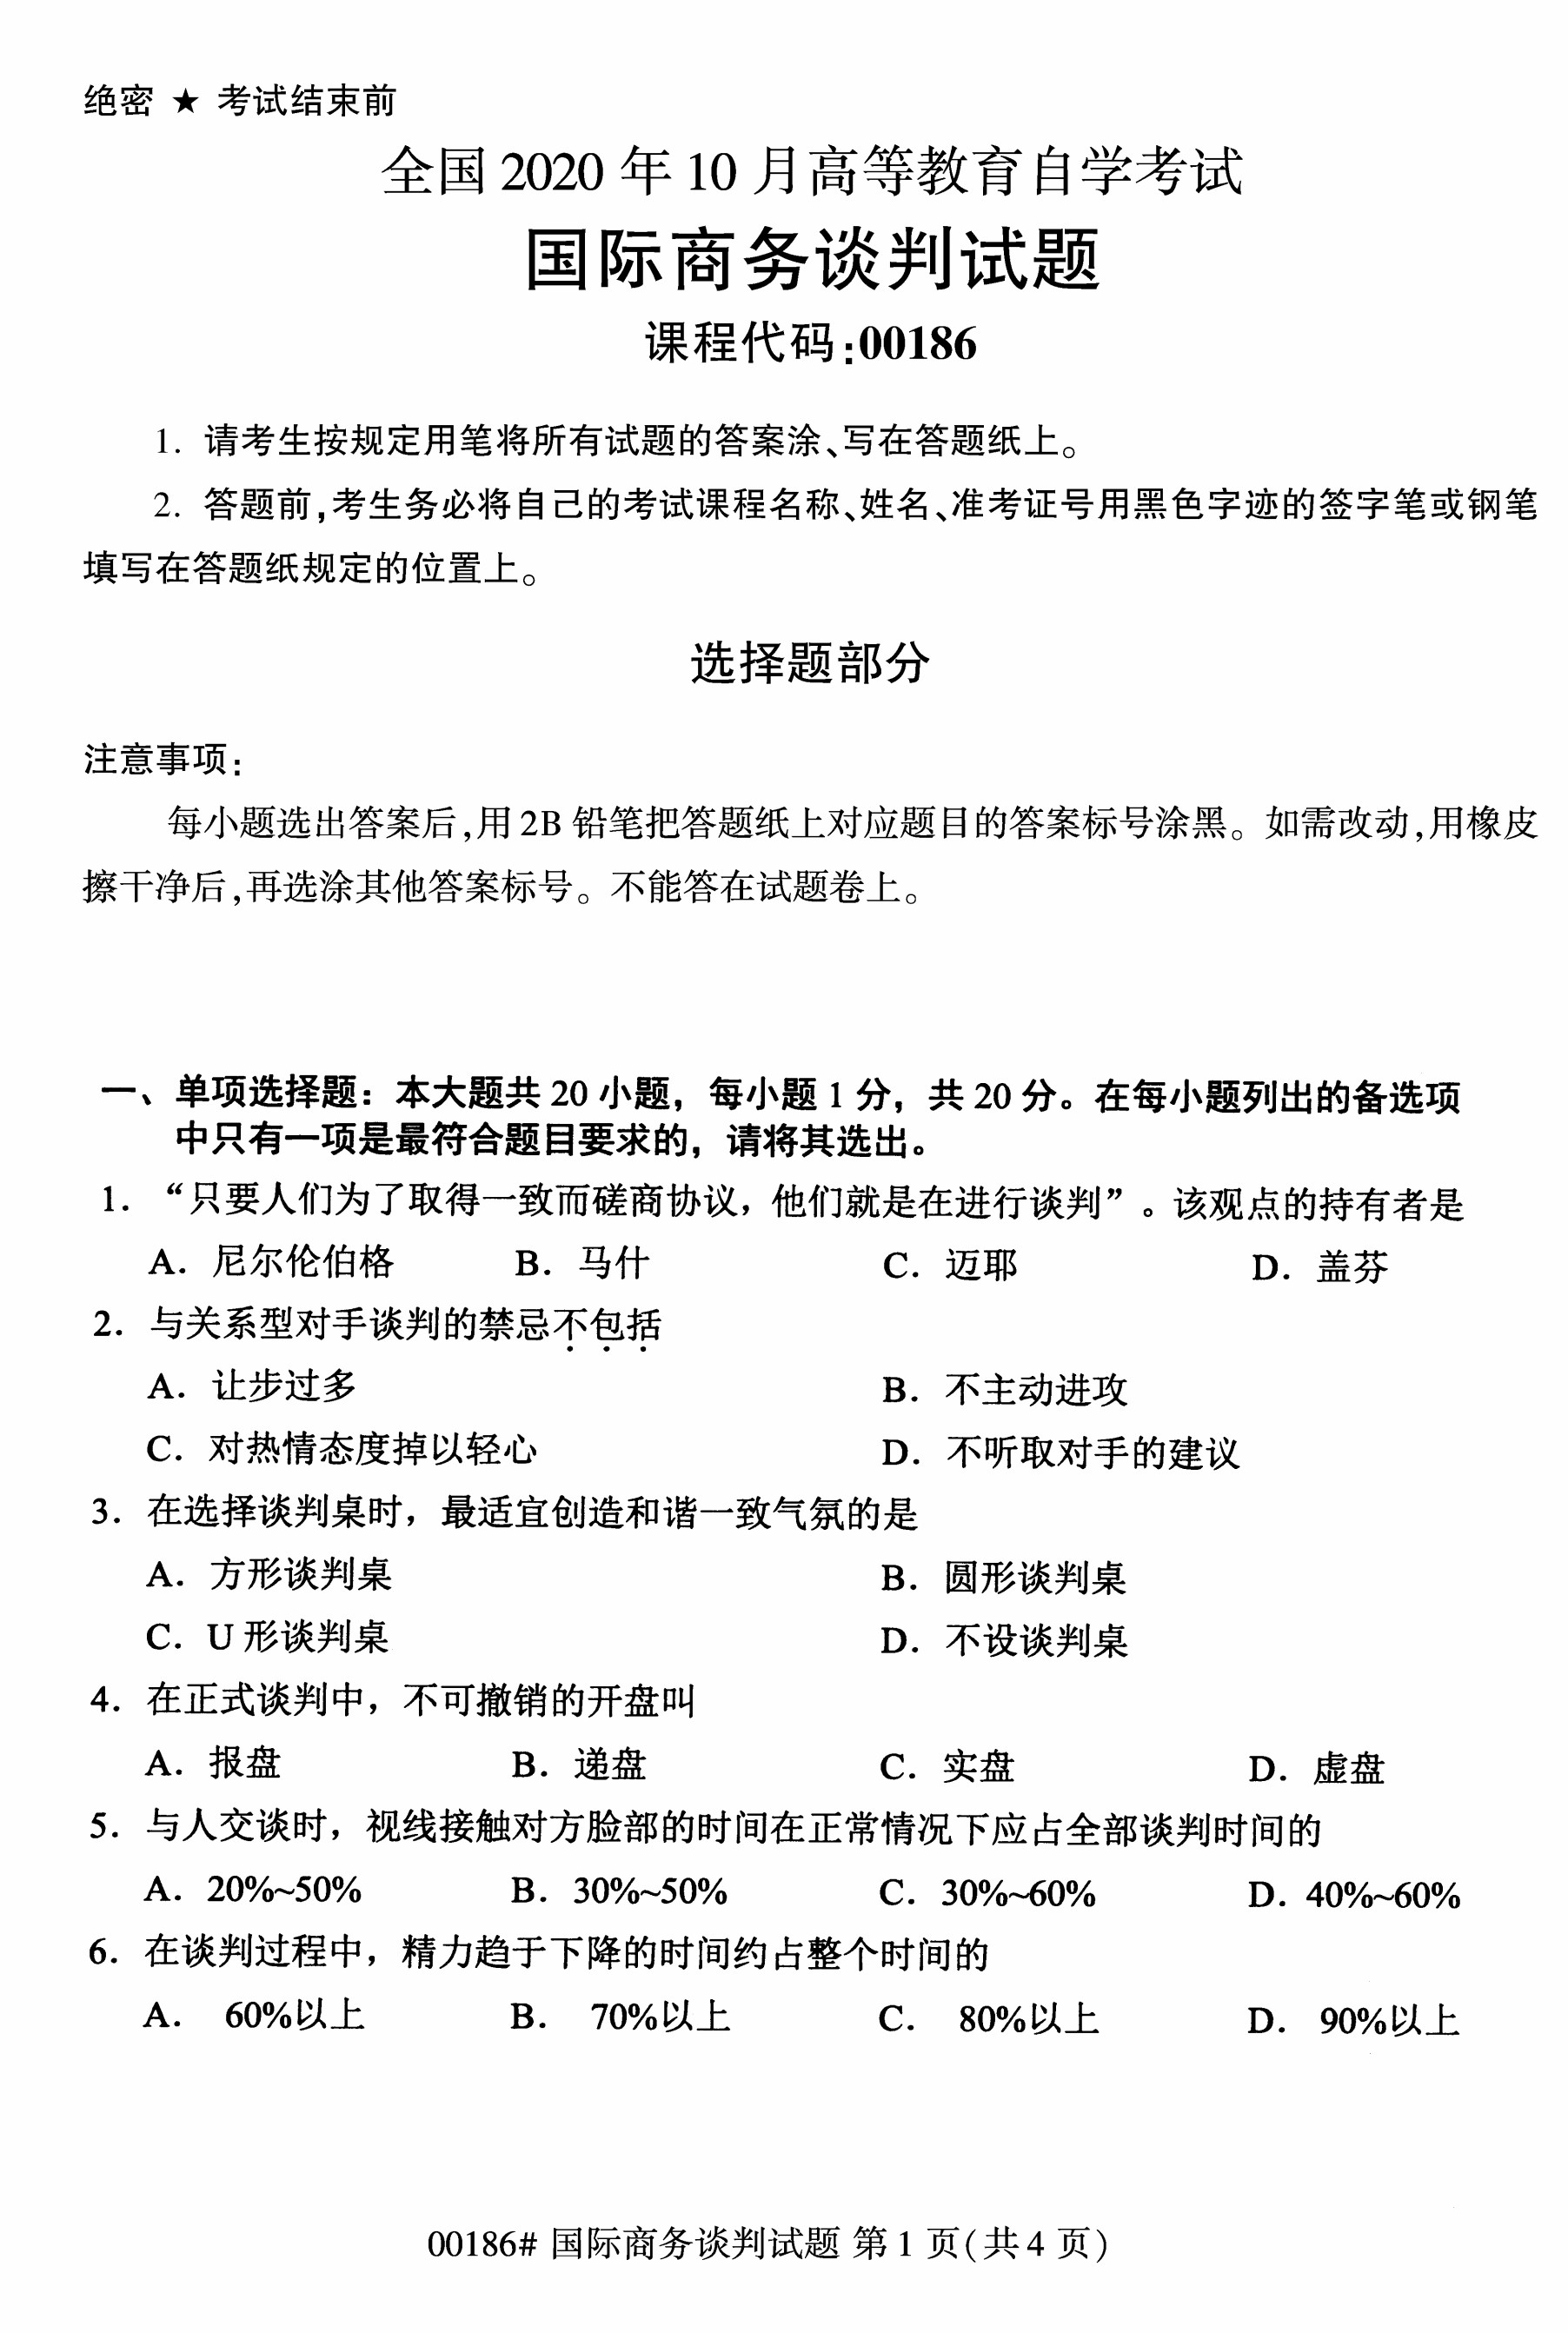 绝密 ★ 考试结束前
全国 2020 年 10 月高等教育自学考试
国际商务谈判试题
课程代码:00186
1. 请考生按规定用笔将所有试题的答案涂、写在答题纸上。
2. 答题前,考生务必将自己的考试课程名称、姓名、准考证号用黑色字迹的签字笔或钢笔
填写在答题纸规定的位置上。
选择题部分
注意事项:
每小题选出答案后,用 2B 铅笔把答题纸上对应题目的答案标号涂黑。如需改动,用橡皮
擦干净后,再选涂其他答案标号。不能答在试题卷上。
一、单项选择题：本大题共 20 小题，每小题 1 分，共 20 分。在每小题列出的备选项
中只有一项是最符合题目要求的，请将其选出。
1. “只要人们为了取得一致而磋商协议，他们就是在进行谈判”。该观点的持有者是
A. 尼尔伦伯格 B. 马什 C. 迈耶 D. 盖芬
2. 与关系型对手谈判的禁忌不包括
A. 让步过多 B. 不主动进攻
C. 对热情态度掉以轻心 D. 不听取对手的建议
3. 在选择谈判桌时，最适宜创造和谐一致气氛的是
A. 方形谈判桌 B. 圆形谈判桌
C. U 形谈判桌 D. 不设谈判桌
4. 在正式谈判中，不可撤销的开盘叫
A. 报盘 B. 递盘 C. 实盘 D. 虚盘
5. 与人交谈时，视线接触对方脸部的时间在正常情况下应占全部谈判时间的
A. 20%~50% B. 30%~50% C. 30%~60% D. 40%~60%
6. 在谈判过程中，精力趋于下降的时间约占整个时间的
A. 60%以上 B. 70%以上 C. 80%以上 D. 90%以上
00186# 国际商务谈判试题 第 1 页(共 4 页)